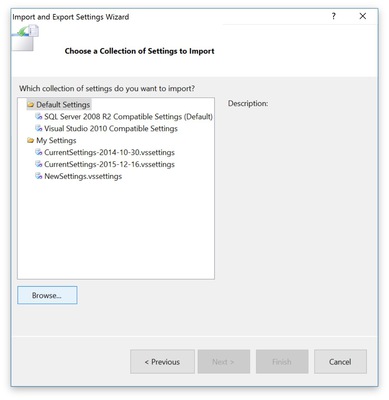 Import and Export Settings Wizard
?
Choose a Collection of Settings to Import
Which collection of settings do you want to import?
Default Settings
SQL Server 2008 R2 Compatible Settings (Default)
Visual Studio 2010 Compatible Settings
My Settings
CurrentSettings-2014-10-30.vssettings
CurrentSettings-2015-12-16.vssettings
NewSettings.vssettings
Description:
Browse...
< Previous
Next >
Finish
Cancel